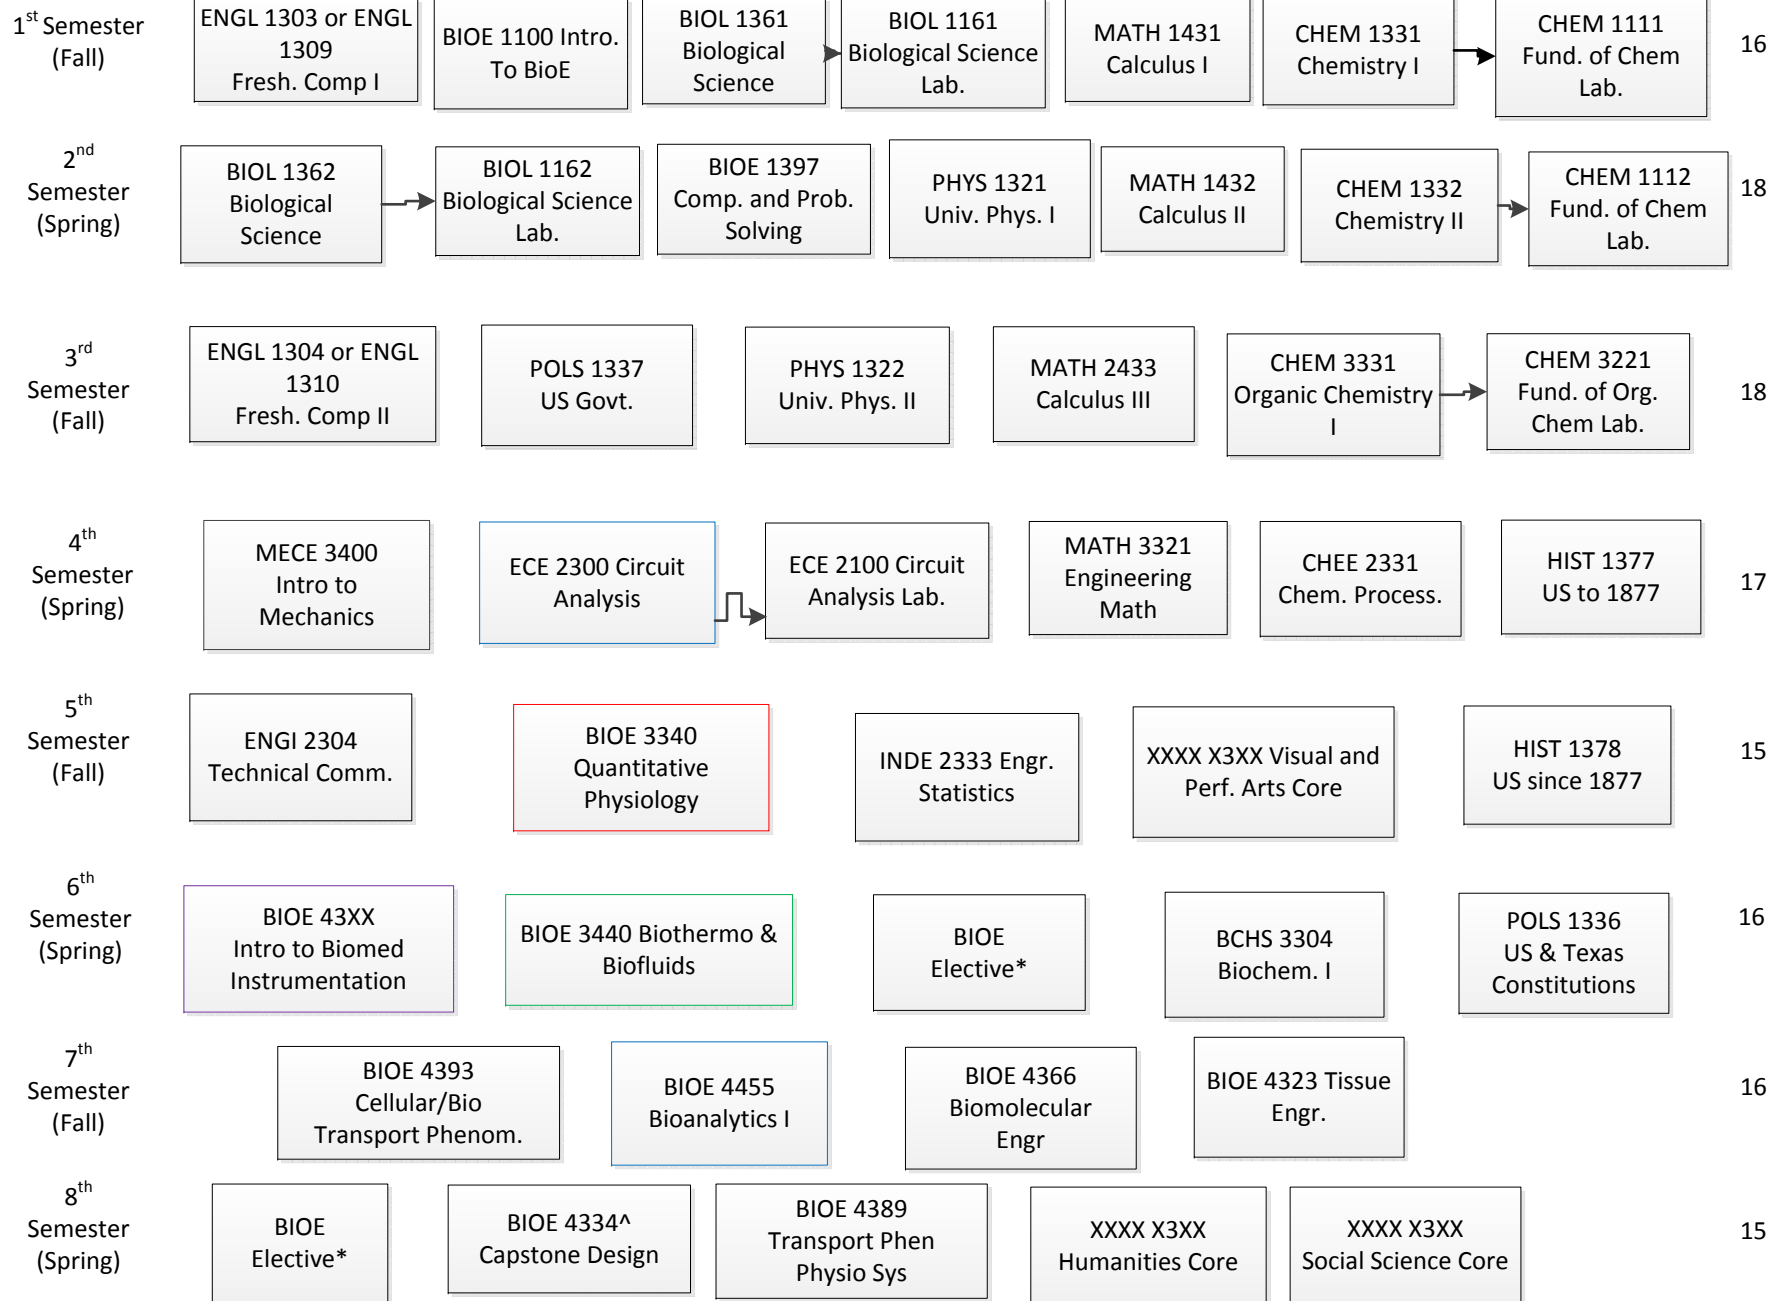 1st Semester
(Fall)
ENGL 1303 or ENGL
1309
Fresh. Comp I
BIOE 1100 Intro.
To BioE
BIOL 1361
Biological
Science
BIOL 1161
Biological Science
Lab.
MATH 1431
Calculus I
CHEM 1331
Chemistry I
CHEM 1111
Fund. of Chem
Lab.
16
2nd
Semester
(Spring)
BIOL 1362
Biological
Science
BIOL 1162
Biological Science
Lab.
BIOE 1397
Comp. and Prob.
Solving
PHYS 1321
Univ. Phys. I
MATH 1432
Calculus II
CHEM 1332
Chemistry II
CHEM 1112
Fund. of Chem
Lab.
18
3rd
Semester
(Fall)
ENGL 1304 or ENGL
1310
Fresh. Comp II
POLS 1337
US Govt.
PHYS 1322
Univ. Phys. II
MATH 2433
Calculus III
CHEM 3331
Organic Chemistry
I
CHEM 3221
Fund. of Org.
Chem Lab.
18
4th
Semester
(Spring)
MECE 3400
Intro to
Mechanics
ECE 2300 Circuit
Analysis
ECE 2100 Circuit
Analysis Lab.
MATH 3321
Engineering
Math
CHEE 2331
Chem. Process.
HIST 1377
US to 1877
17
5th
Semester
(Fall)
ENGI 2304
Technical Comm.
BIOE 3340
Quantitative
Physiology
INDE 2333 Engr.
Statistics
XXXX X3XX Visual and
Perf. Arts Core
HIST 1378
US since 1877
15
6th
Semester
(Spring)
BIOE 43XX
Intro to Biomed
Instrumentation
BIOE 3440 Biothermo &
Biofluids
BIOE
Elective*
BCHS 3304
Biochem. I
POLS 1336
US & Texas
Constitutions
16
7th
Semester
(Fall)
BIOE 4393
Cellular/Bio
Transport Phenom.
BIOE 4455
Bioanalytics I
BIOE 4366
Biomolecular
Engr
BIOE 4323 Tissue
Engr.
16
8th
Semester
(Spring)
BIOE
Elective*
BIOE 4334^
Capstone Design
BIOE 4389
Transport Phen
Physio Sys
XXXX X3XX
Humanities Core
XXXX X3XX
Social Science Core
15